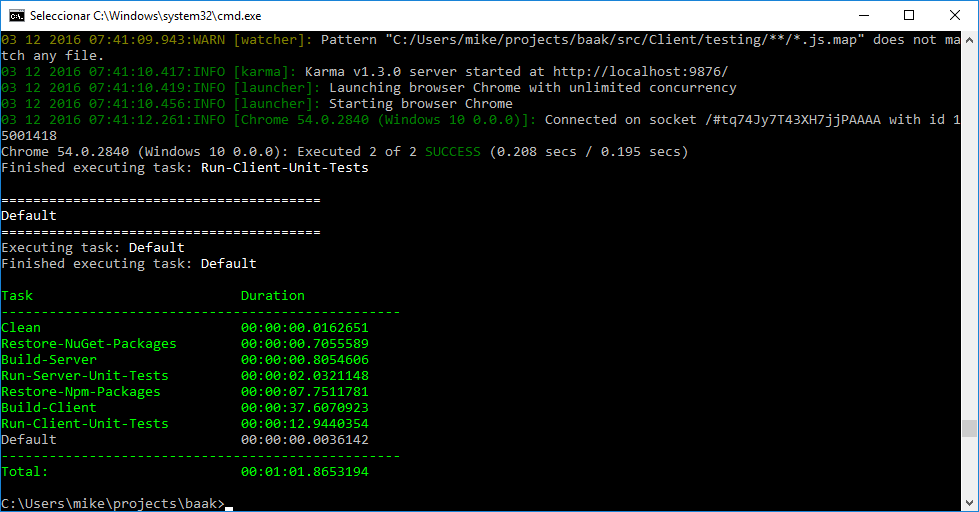 Seleccionar C:\Windows\system32\cmd.exe
03 12 2016 07:41:09.943:WARN [watcher]: Pattern "C:/Users/mike/projects/baak/src/Client/testing/**/*.js.map" does not ma
tch any file.
03 12 2016 07:41:10.417:INFO [karma]: Karma v1.3.0 server started at http://localhost:9876/
03 12 2016 07:41:10.419:INFO [launcher]: Launching browser Chrome with unlimited concurrency
03 12 2016 07:41:10.456:INFO [launcher]: Starting browser Chrome
03 12 2016 07:41:12.261:INFO [Chrome 54.0.2840 (Windows 10 0.0.0)]: Connected on socket /#tq74Jy7T43XH7jjPAAAA with id 1
5001418
Chrome 54.0.2840 (Windows 10 0.0.0): Executed 2 of 2 SUCCESS (0.208 secs / 0.195 secs)
Finished executing task: Run-Client-Unit-Tests
========================================
Default
========================================
Executing task: Default
Finished executing task: Default
Task                          Duration
--------------------------------------------------
Clean                         00:00:00.0162651
Restore-NuGet-Packages        00:00:00.7055589
Build-Server                  00:00:00.8054606
Run-Server-Unit-Tests         00:00:02.0321148
Restore-Npm-Packages          00:00:07.7511781
Build-Client                  00:00:37.6070923
Run-Client-Unit-Tests         00:00:12.9440354
Default                       00:00:00.0036142
--------------------------------------------------
Total:                        00:01:01.8653194
C:\Users\mike\projects\baak>